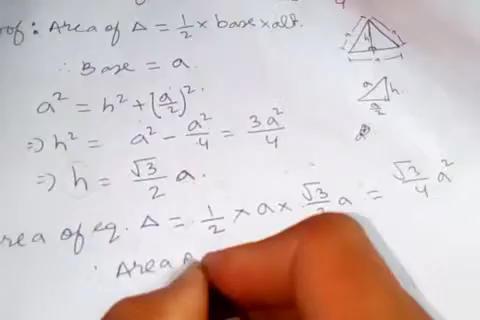 rof: Area of Δ = 1/2 × base × alt.
∴ Base = a.
a² = h² + (a/2)².
⇒ h² = a² - a²/4 = 3a²/4
⇒ h = √3/2 a.
rea of eq. Δ = 1/2 × a × √3/2 a = √3/4 a²
∴ Area
a a h a
a h. a/2